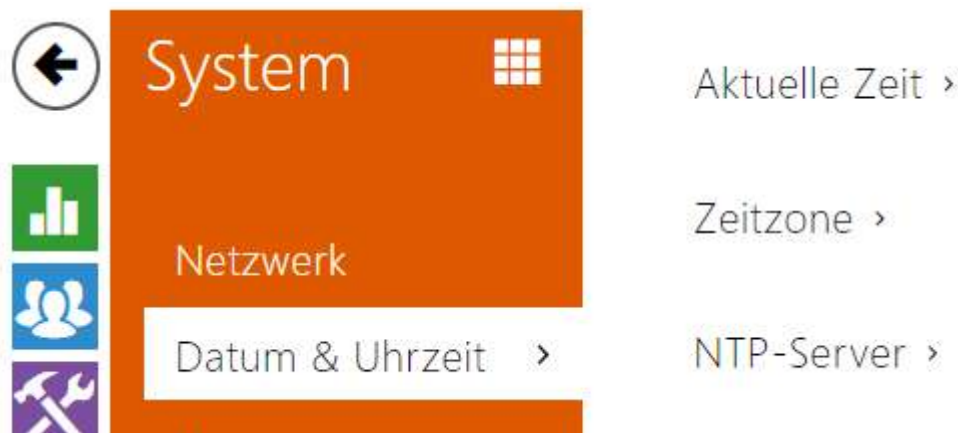 System
Netzwerk
Datum & Uhrzeit
Aktuelle Zeit
Zeitzone
NTP-Server